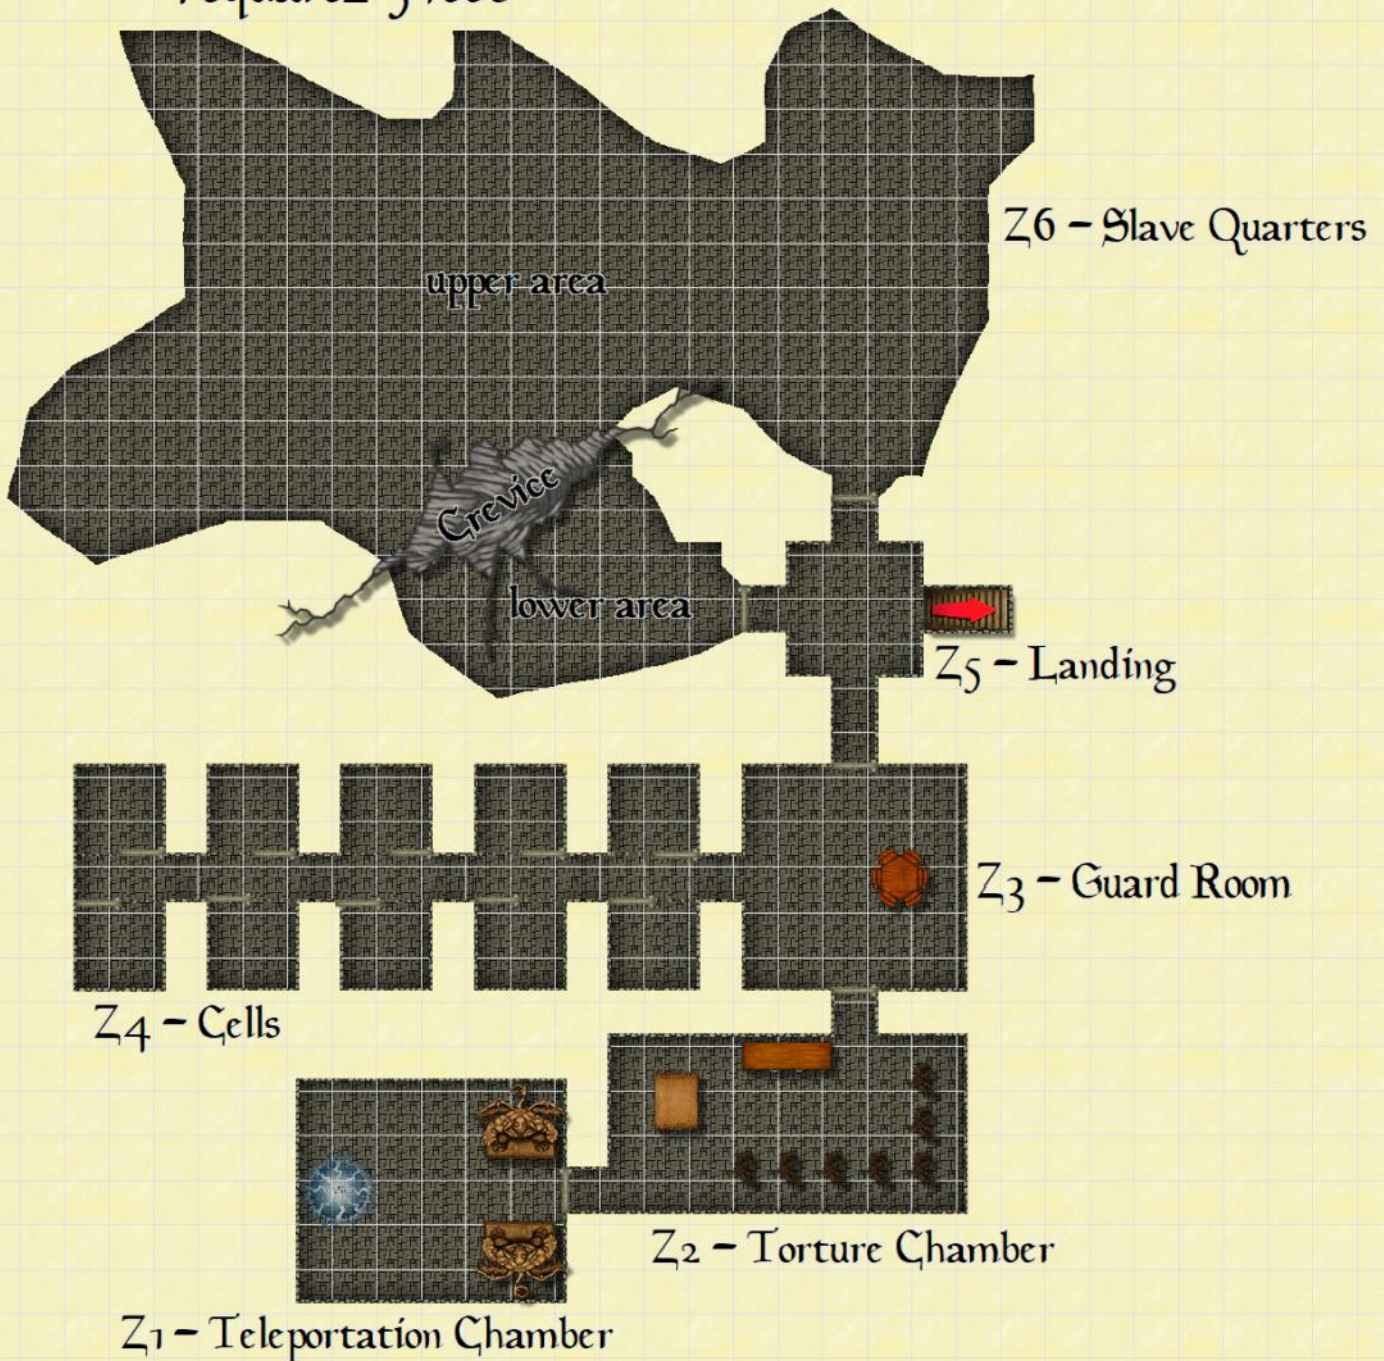 Z6 - Slave Quarters
upper area
Crevice
lower area
Z5 - Landing
Z3 - Guard Room
Z4 - Cells
Z2 - Torture Chamber
Z1 - Teleportation Chamber